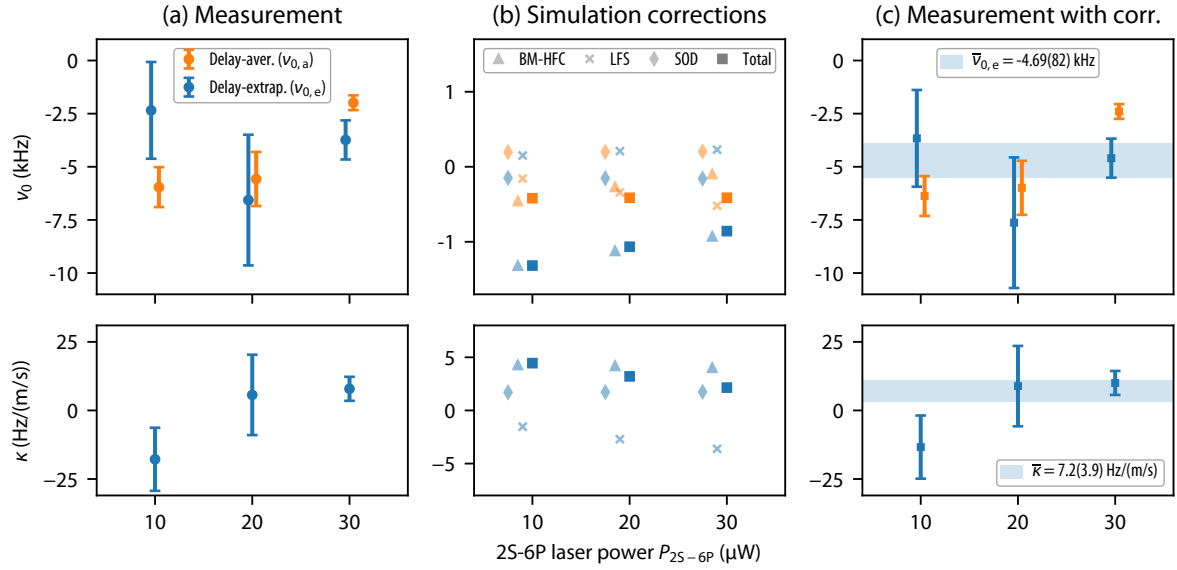 (a) Measurement
(b) Simulation corrections
(c) Measurement with corr.
ν₀ (kHz)
0
-2.5
-5
-7.5
-10
Delay-aver. (ν₀,ₐ)
Delay-extrap. (ν₀,ₑ)
1
0
-1
BM-HFC
LFS
SOD
Total
0
-2.5
-5
-7.5
-10
ν̅₀,ₑ = -4.69(82) kHz
κ (Hz/(m/s))
25
0
−25
10
20
30
5
0
−5
10
20
30
25
0
−25
κ̅ = 7.2(3.9) Hz/(m/s)
10
20
30
2S-6P laser power P₂S₋₆P (μW)